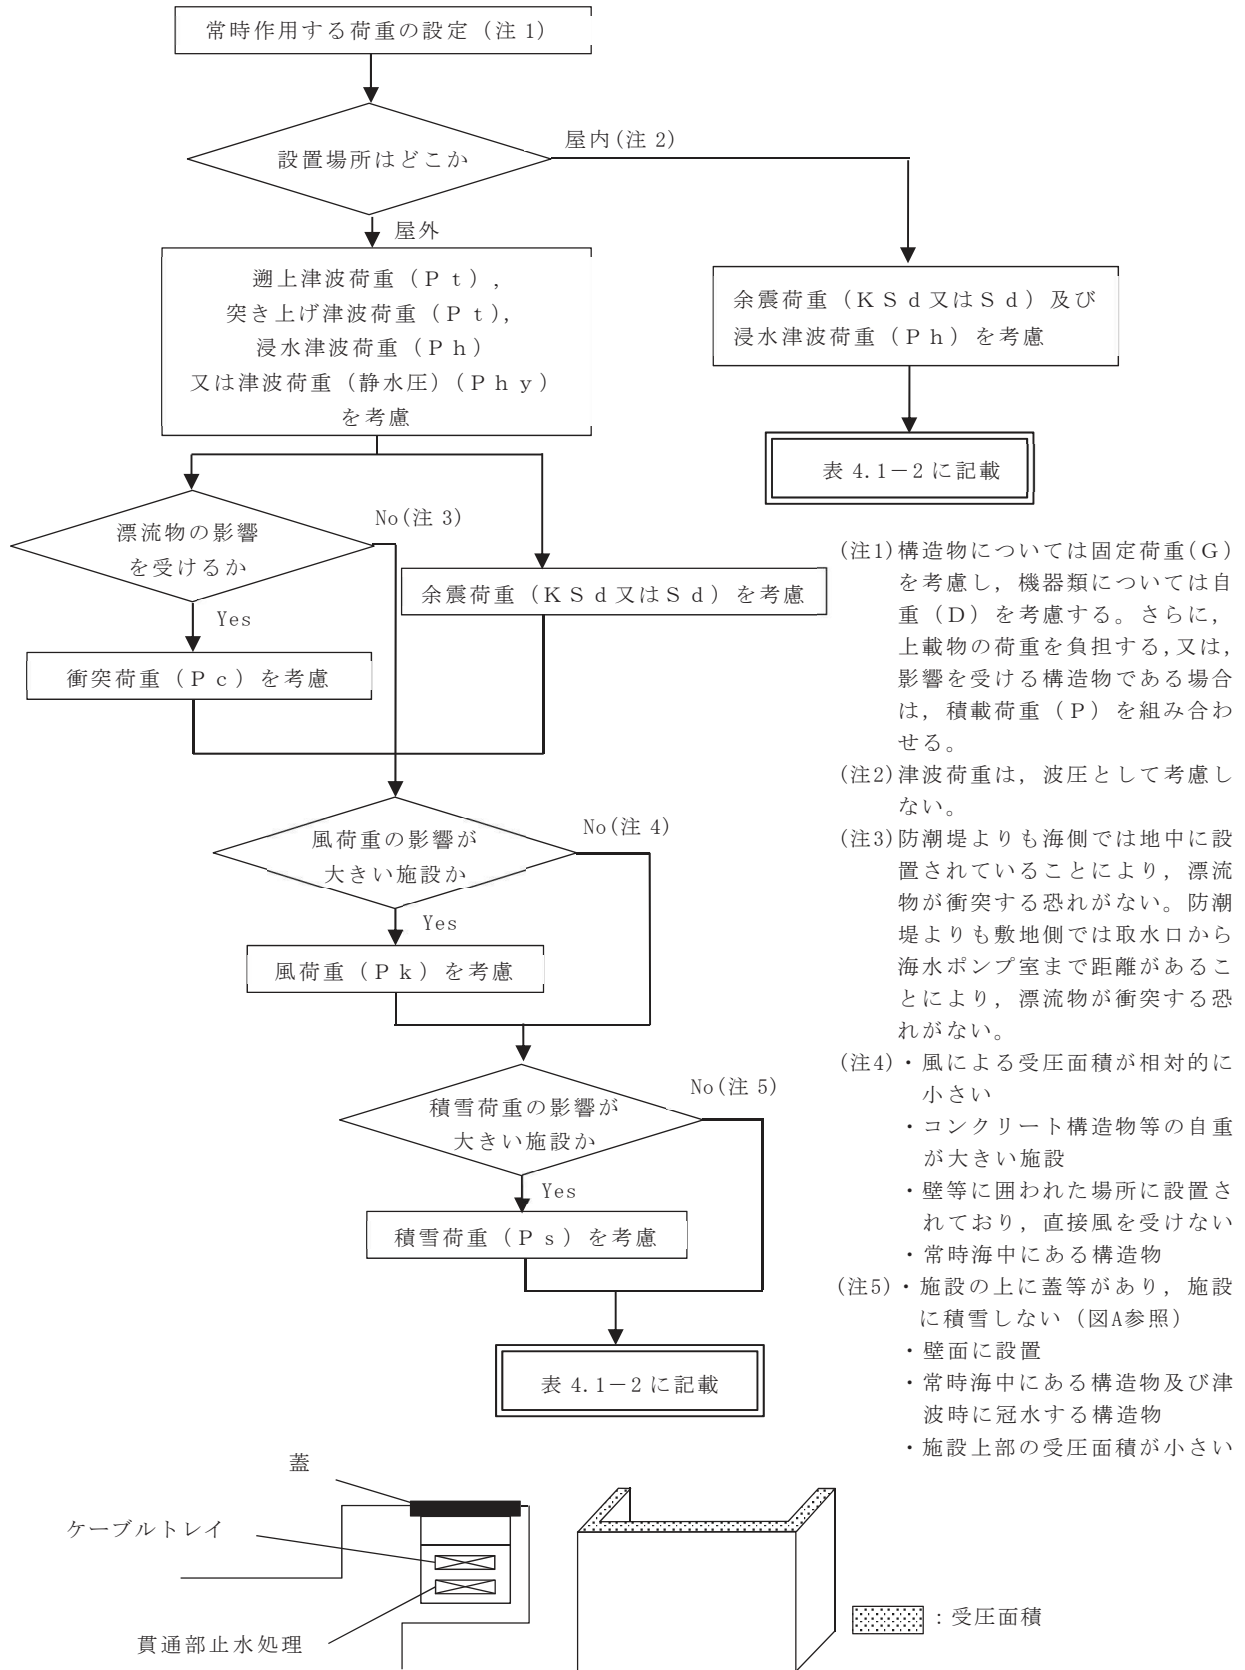 常時作用する荷重の設定（注 1）
設置場所はどこか
屋内(注 2)
屋外
遡上津波荷重（Ｐｔ），
突き上げ津波荷重（Ｐｔ），
浸水津波荷重（Ｐｈ）
又は津波荷重（静水圧）（Ｐｈｙ）
を考慮
余震荷重（ＫＳｄ又はＳｄ）及び
浸水津波荷重（Ｐｈ）を考慮
表 4.1－2 に記載
漂流物の影響
を受けるか
No(注 3)
Yes
余震荷重（ＫＳｄ又はＳｄ）を考慮
衝突荷重（Ｐｃ）を考慮
風荷重の影響が
大きい施設か
No(注 4)
Yes
風荷重（Ｐｋ）を考慮
積雪荷重の影響が
大きい施設か
No(注 5)
Yes
積雪荷重（Ｐｓ）を考慮
表 4.1－2 に記載
(注1)構造物については固定荷重(Ｇ)
を考慮し，機器類については自
重（Ｄ）を考慮する。さらに，
上載物の荷重を負担する,又は,
影響を受ける構造物である場合
は，積載荷重（Ｐ）を組み合わ
せる。
(注2)津波荷重は，波圧として考慮し
ない。
(注3)防潮堤よりも海側では地中に設
置されていることにより，漂流
物が衝突する恐れがない。防潮
堤よりも敷地側では取水口から
海水ポンプ室まで距離があるこ
とにより，漂流物が衝突する恐
れがない。
(注4)・風による受圧面積が相対的に
小さい
・コンクリート構造物等の自重
が大きい施設
・壁等に囲われた場所に設置さ
れており，直接風を受けない
・常時海中にある構造物
(注5)・施設の上に蓋等があり，施設
に積雪しない（図A参照）
・壁面に設置
・常時海中にある構造物及び津
波時に冠水する構造物
・施設上部の受圧面積が小さい
蓋
ケーブルトレイ
貫通部止水処理
：受圧面積